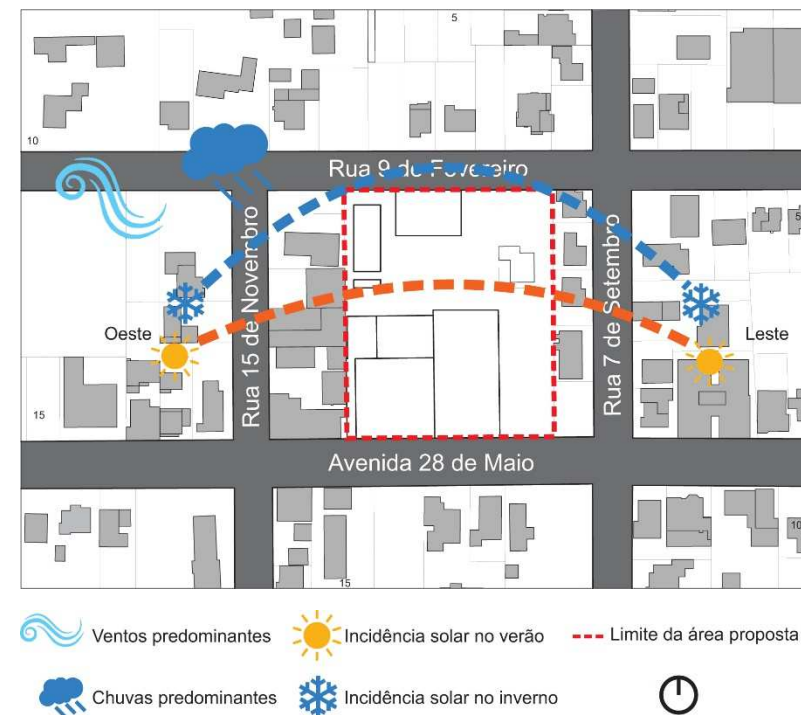 5
10
Rua 9 de Fevereiro
Rua 15 de Novembro
Rua 7 de Setembro
5
Oeste
Leste
15
Avenida 28 de Maio
10
15
Ventos predominantes
Incidência solar no verão
Limite da área proposta
Chuvas predominantes
Incidência solar no inverno